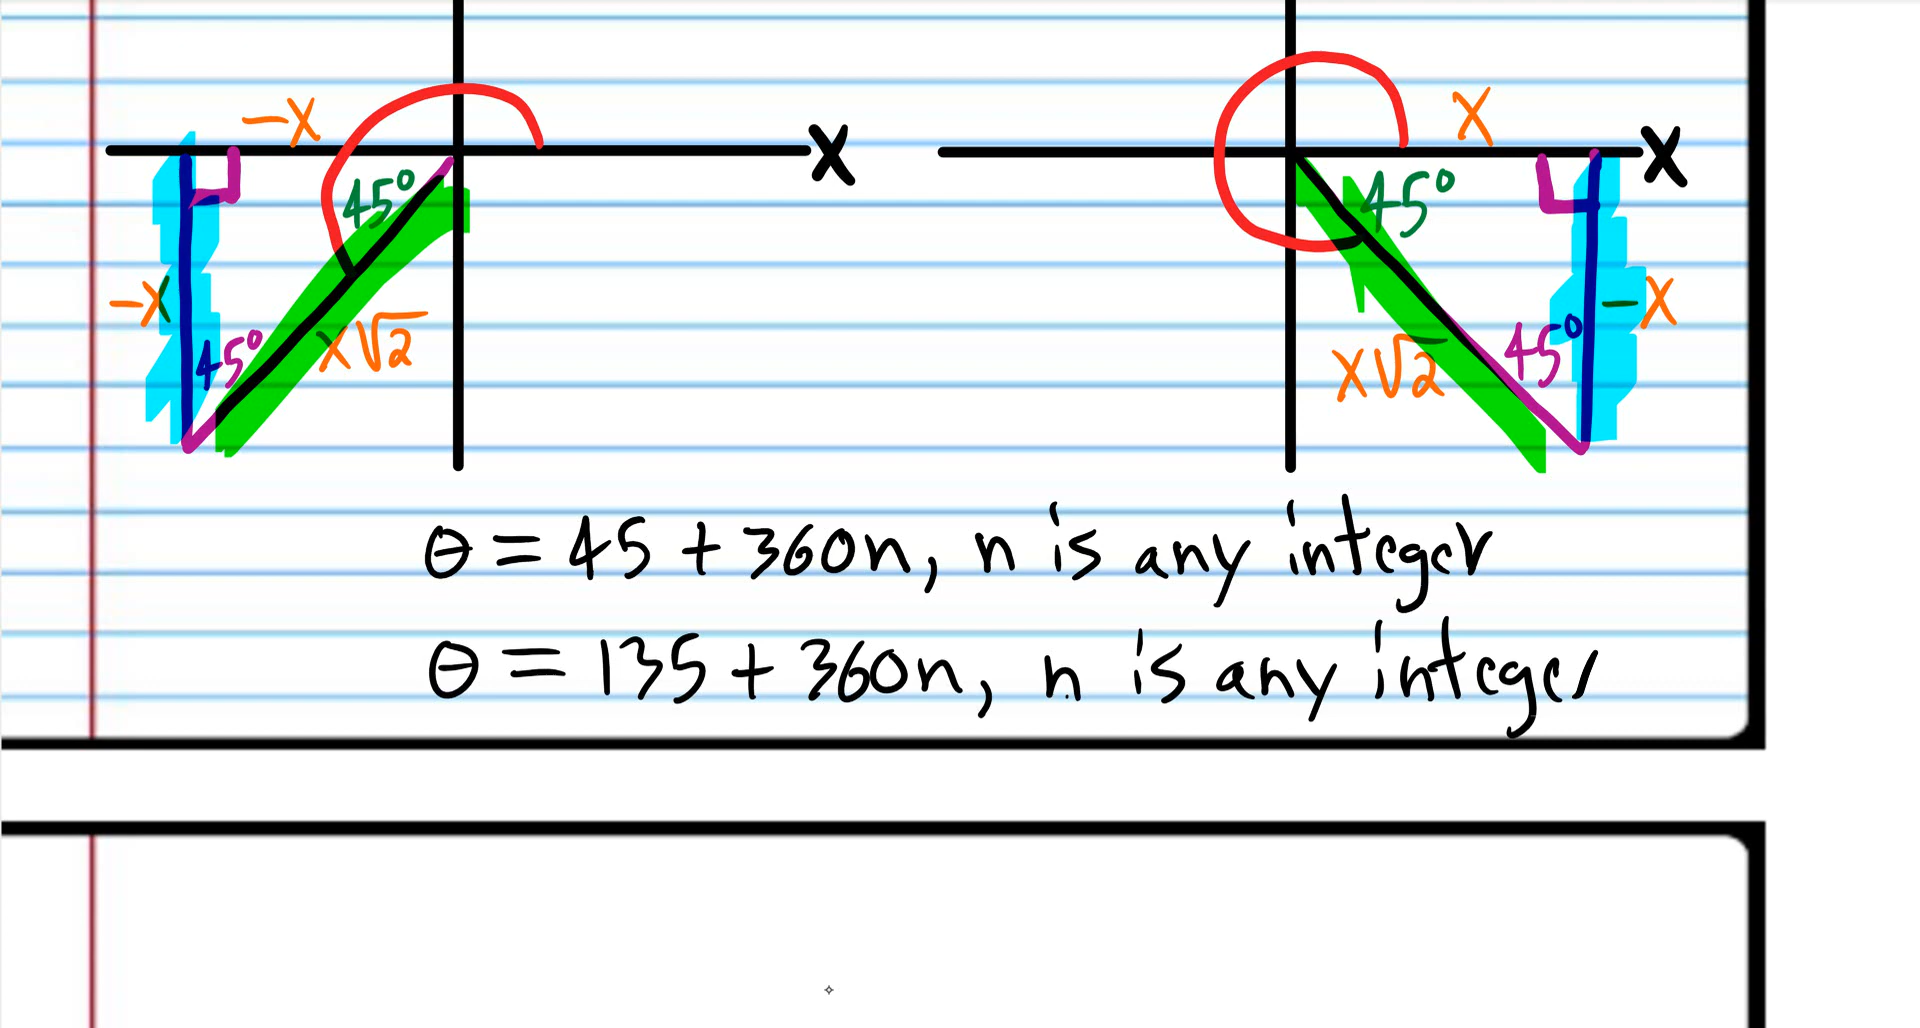 -x
x
x
x
45°
45°
-x
-x
45°
x√2
x√2
45°
θ = 45 + 360n, n is any integer
θ = 135 + 360n, n is any integer